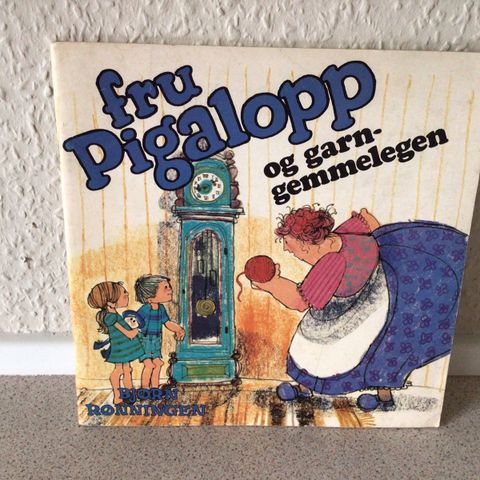 fru
Pigalopp
og garn-
gemmelegen
BJØRN
RØNNINGEN